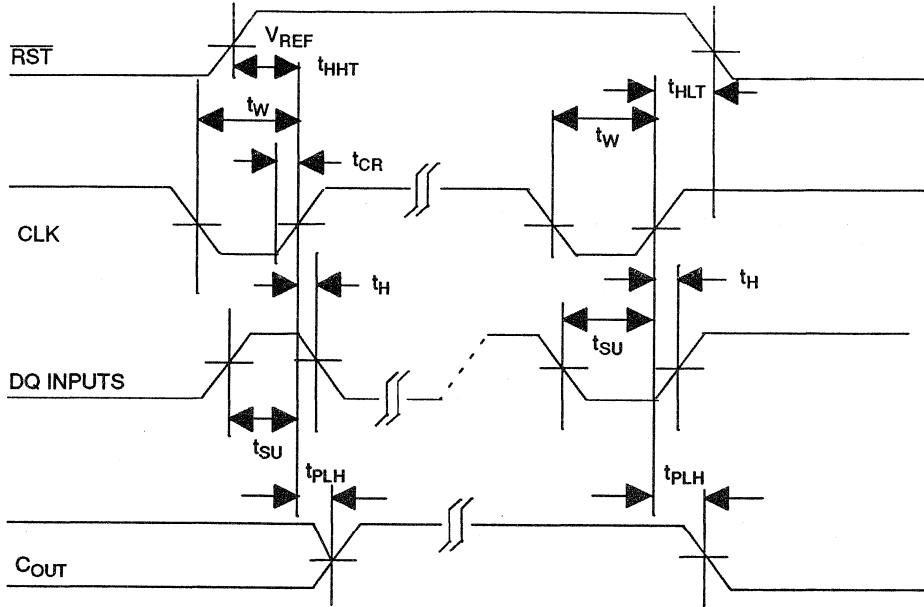 V_REF
RST
t_HHT
t_HLT
t_W
t_W
t_CR
CLK
t_H
t_H
t_SU
DQ INPUTS
t_SU
t_PLH
t_PLH
C_OUT